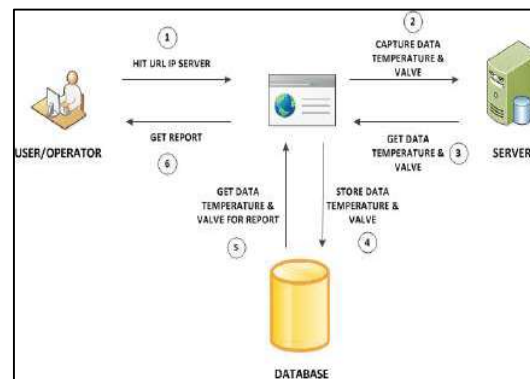 1
HIT URL IP SERVER
2
CAPTURE DATA
TEMPERATURE &
VALVE
USER/OPERATOR
GET REPORT
6
GET DATA
TEMPERATURE &
VALVE
3
SERVER
GET DATA
TEMPERATURE &
VALVE FOR REPORT
5
STORE DATA
TEMPERATURE &
VALVE
4
DATABASE